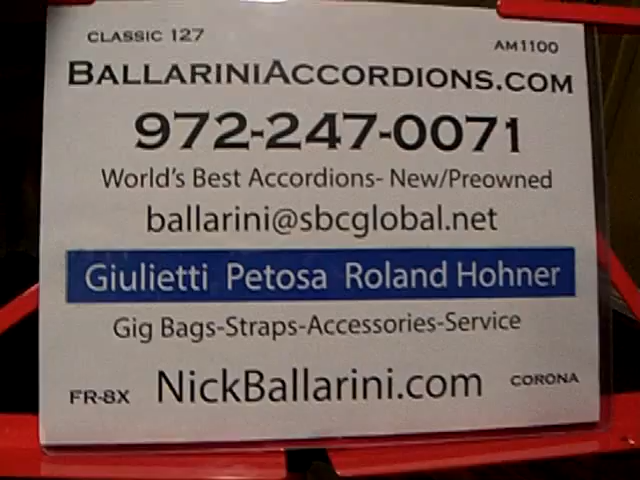 CLASSIC 127
AM1100
BALLARINIACCORDIONS.COM
972-247-0071
World's Best Accordions- New/Preowned
ballarini@sbcglobal.net
Giulietti Petosa Roland Hohner
Gig Bags-Straps-Accessories-Service
FR-8X NickBallarini.com CORONA